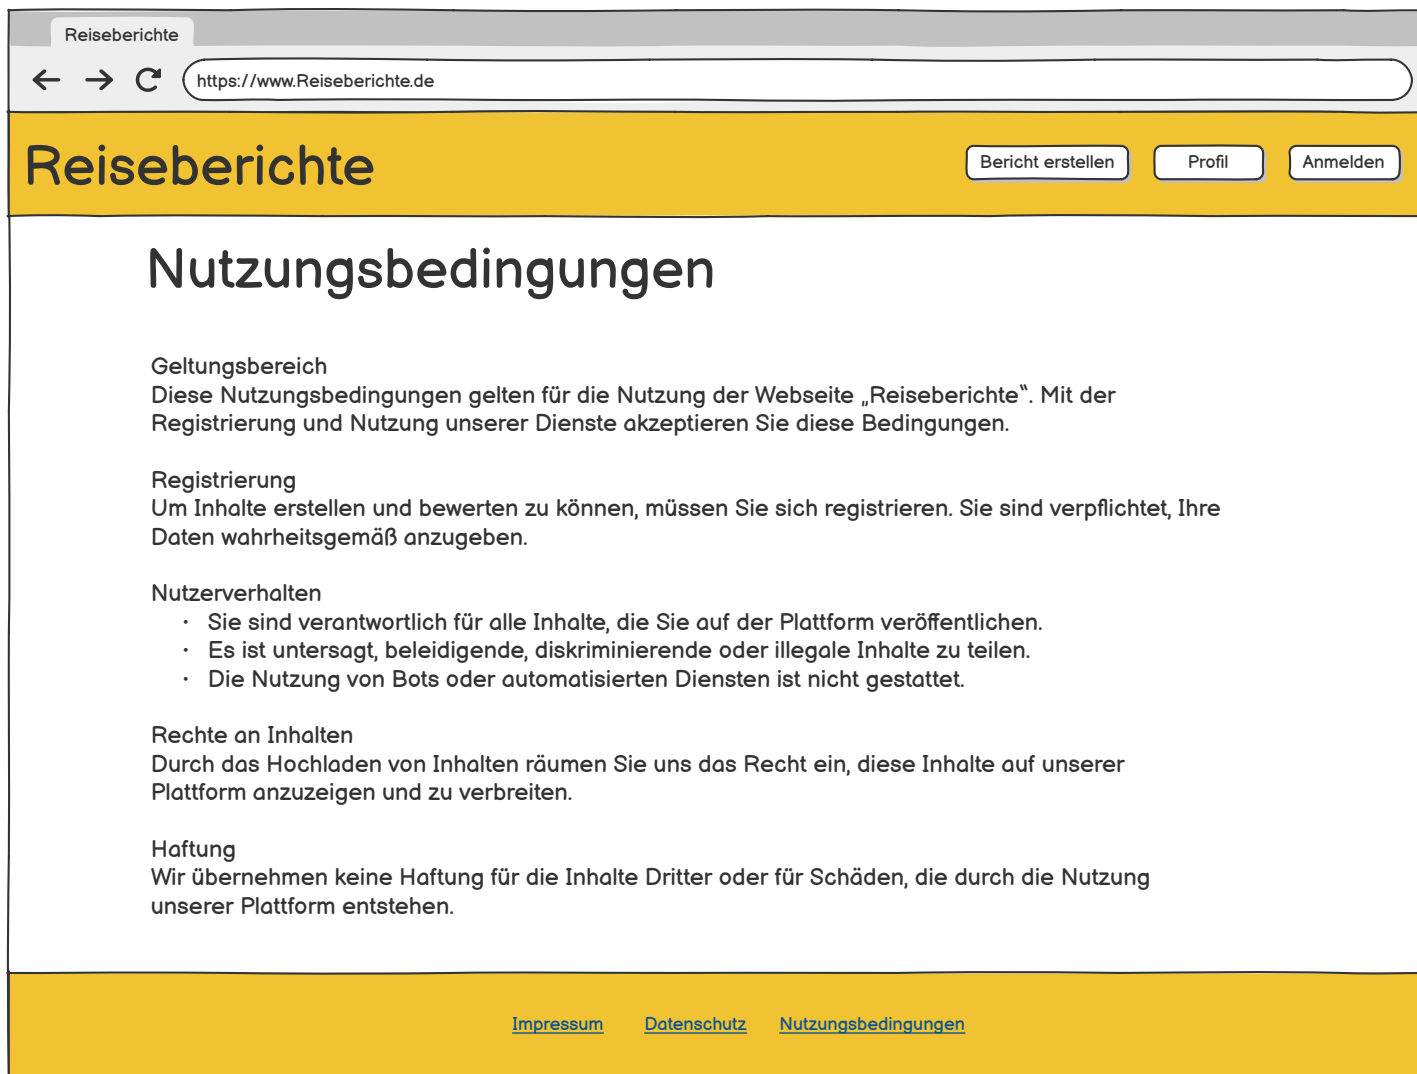 Reiseberichte
https://www.Reiseberichte.de
Reiseberichte
Bericht erstellen
Profil
Anmelden
Nutzungsbedingungen
Geltungsbereich
Diese Nutzungsbedingungen gelten für die Nutzung der Webseite „Reiseberichte“. Mit der
Registrierung und Nutzung unserer Dienste akzeptieren Sie diese Bedingungen.
Registrierung
Um Inhalte erstellen und bewerten zu können, müssen Sie sich registrieren. Sie sind verpflichtet, Ihre
Daten wahrheitsgemäß anzugeben.
Nutzerverhalten
• Sie sind verantwortlich für alle Inhalte, die Sie auf der Plattform veröffentlichen.
• Es ist untersagt, beleidigende, diskriminierende oder illegale Inhalte zu teilen.
• Die Nutzung von Bots oder automatisierten Diensten ist nicht gestattet.
Rechte an Inhalten
Durch das Hochladen von Inhalten räumen Sie uns das Recht ein, diese Inhalte auf unserer
Plattform anzuzeigen und zu verbreiten.
Haftung
Wir übernehmen keine Haftung für die Inhalte Dritter oder für Schäden, die durch die Nutzung
unserer Plattform entstehen.
Impressum
Datenschutz
Nutzungsbedingungen